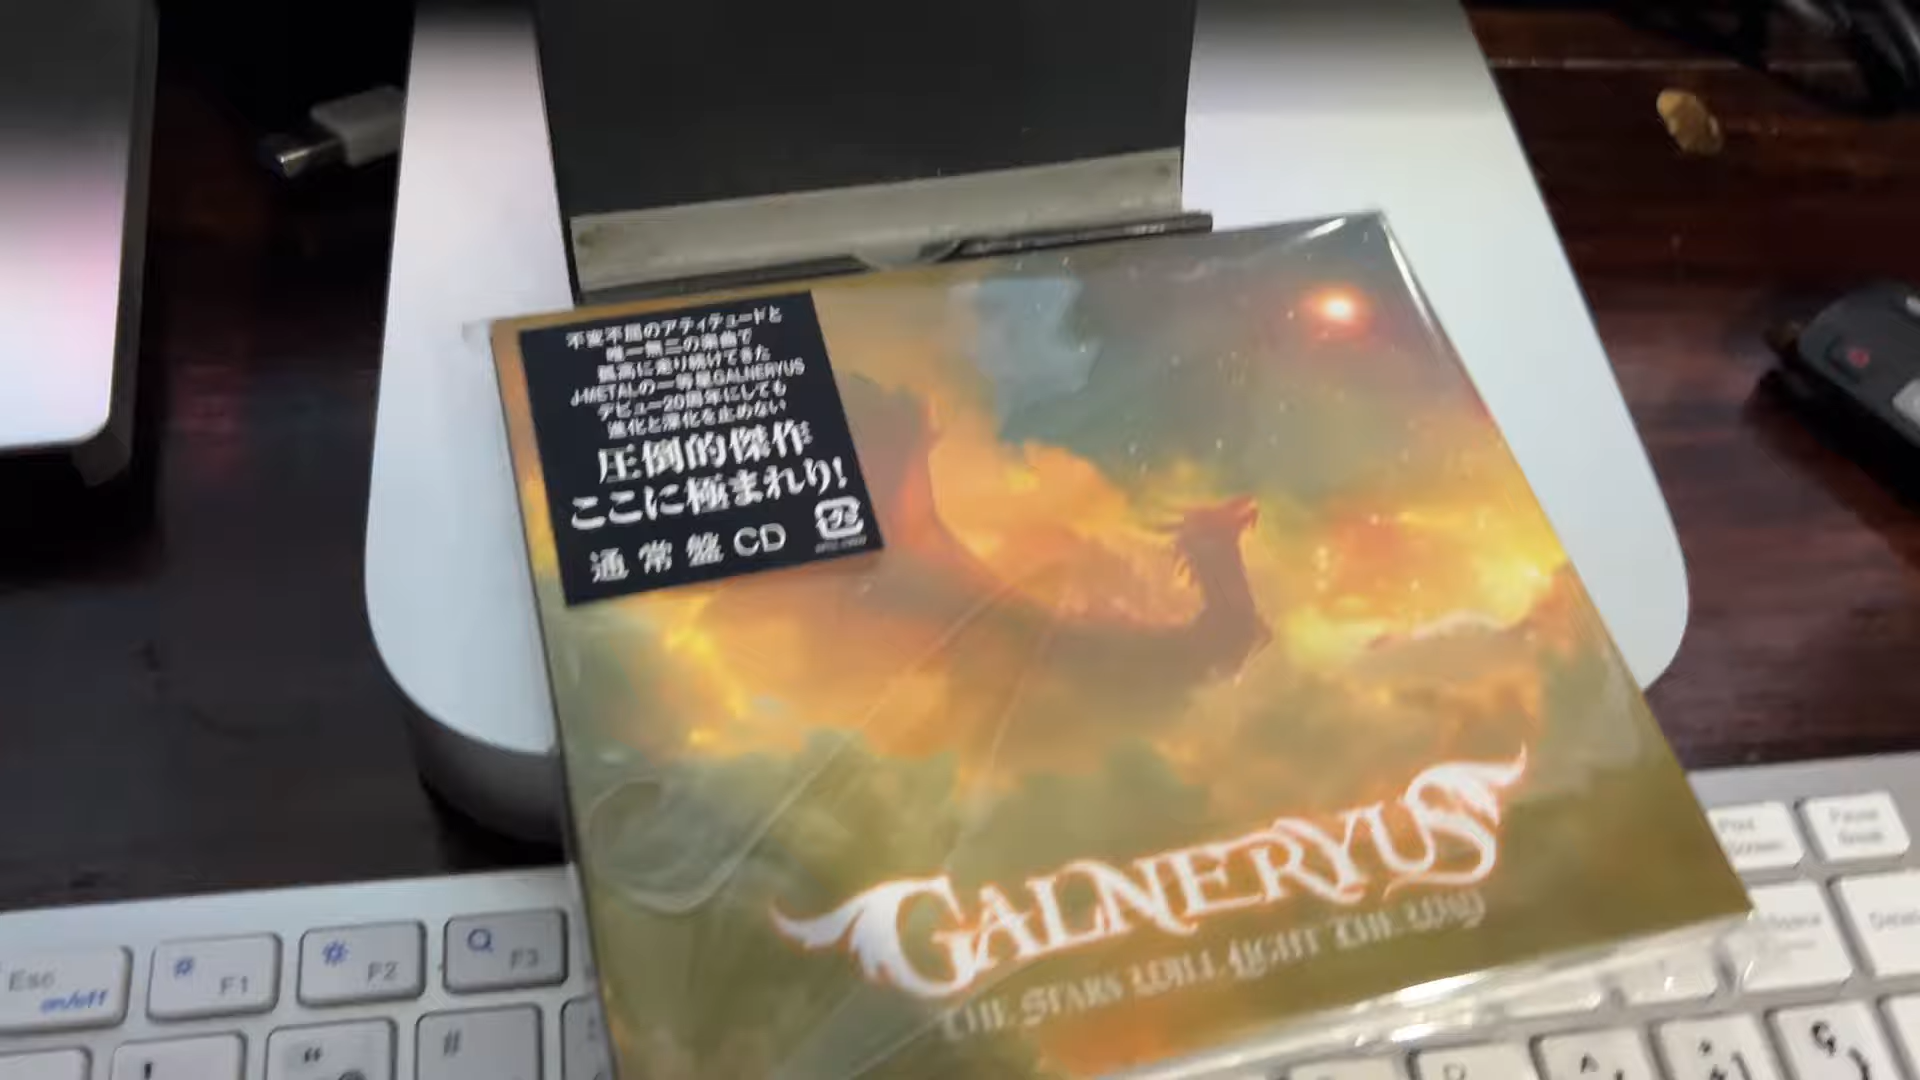 不変不屈のアティテュードと
唯一無二の楽曲で
孤高に走り続けてきた
J-METALの一等星GALNERYUS
デビュー20周年にしても
進化と深化を止めない
圧倒的傑作
ここに極まれり!
通常盤CD
GALNERYUS
THE STARS WILL LIGHT THE WAY
Esc
on/off
F1
F2
F3
Pause
Break
!
"
#